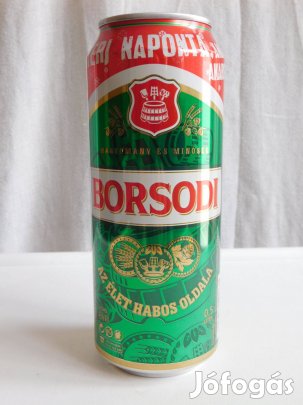 NAPONTA
HAGYOMÁNY ÉS MINŐSÉG
BORSODI
AZ ÉLET HABOS OLDALA
Jófogás